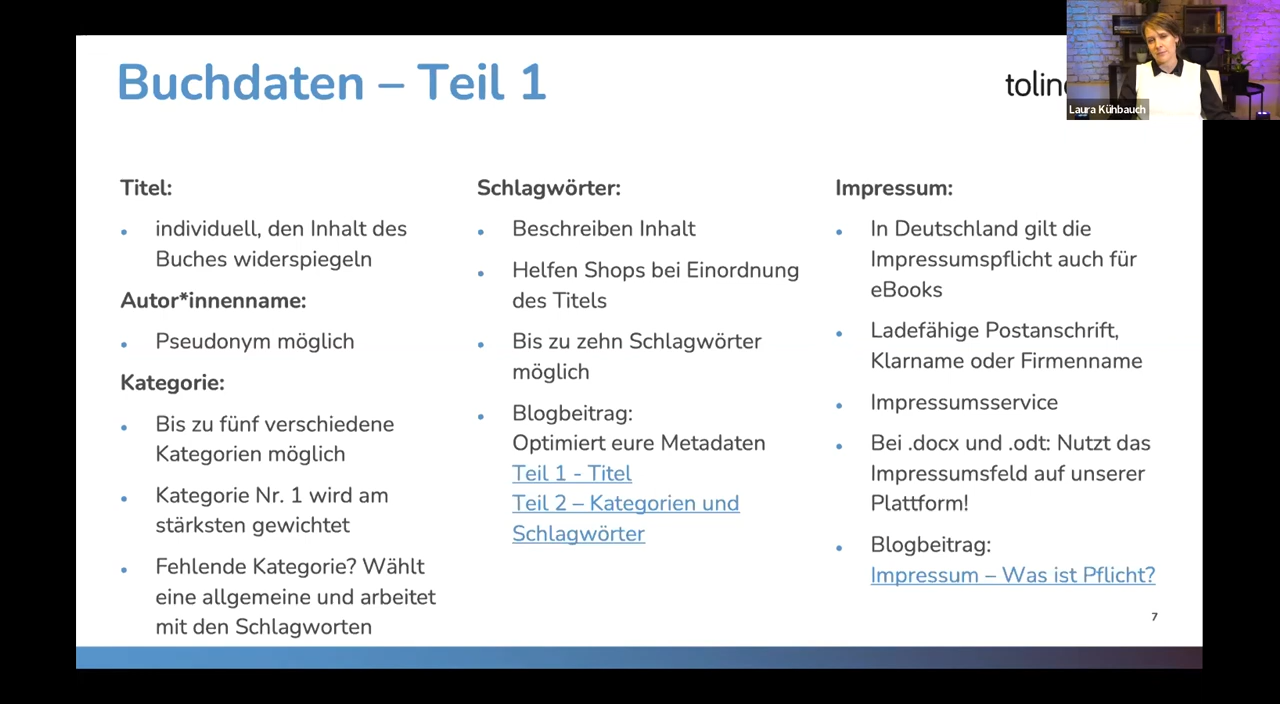 Buchdaten – Teil 1
Laura Kühbauch
Titel:
individuell, den Inhalt des
Buches widerspiegeln
Autor*innenname:
Pseudonym möglich
Kategorie:
Bis zu fünf verschiedene
Kategorien möglich
Kategorie Nr. 1 wird am
stärksten gewichtet
Fehlende Kategorie? Wählt
eine allgemeine und arbeitet
mit den Schlagworten
Schlagwörter:
Beschreiben Inhalt
Helfen Shops bei Einordnung
des Titels
Bis zu zehn Schlagwörter
möglich
Blogbeitrag:
Optimiert eure Metadaten
Teil 1 - Titel
Teil 2 – Kategorien und
Schlagwörter
Impressum:
In Deutschland gilt die
Impressumspflicht auch für
eBooks
Ladefähige Postanschrift,
Klarname oder Firmenname
Impressumsservice
Bei .docx und .odt: Nutzt das
Impressumsfeld auf unserer
Plattform!
Blogbeitrag:
Impressum – Was ist Pflicht?
7